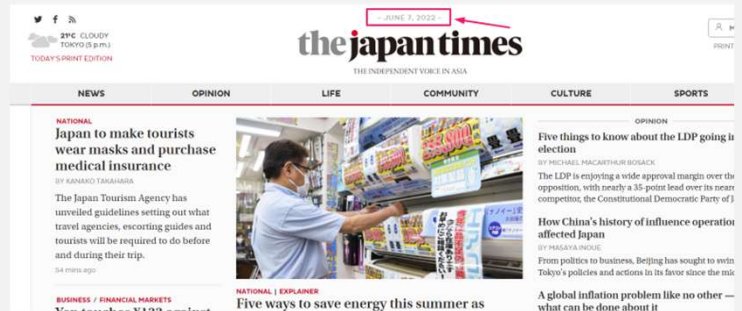 - JUNE 7, 2022 -
21°C CLOUDY
TOKYO (5 p.m.)
TODAY'S PRINT EDITION
the japan times
THE INDEPENDENT VOICE IN ASIA
PRINT
NEWS OPINION LIFE COMMUNITY CULTURE SPORTS
NATIONAL
Japan to make tourists
wear masks and purchase
medical insurance
BY KANAKO TAKAHARA
The Japan Tourism Agency has
unveiled guidelines setting out what
travel agencies, escorting guides and
tourists will be required to do before
and during their trip.
54 mins ago
BUSINESS / FINANCIAL MARKETS
NATIONAL | EXPLAINER
Five ways to save energy this summer as
OPINION
Five things to know about the LDP going
election
BY MICHAEL MACARTHUR BOSACK
The LDP is enjoying a wide approval margin over the
opposition, with nearly a 35-point lead over its
competitor, the Constitutional Democratic Party of
How China's history of influence
affected Japan
BY MASAYA INOUE
From politics to business, Beijing has sought to
Tokyo's policies and actions in its favor since the
A global inflation problem like no other —
what can be done about it